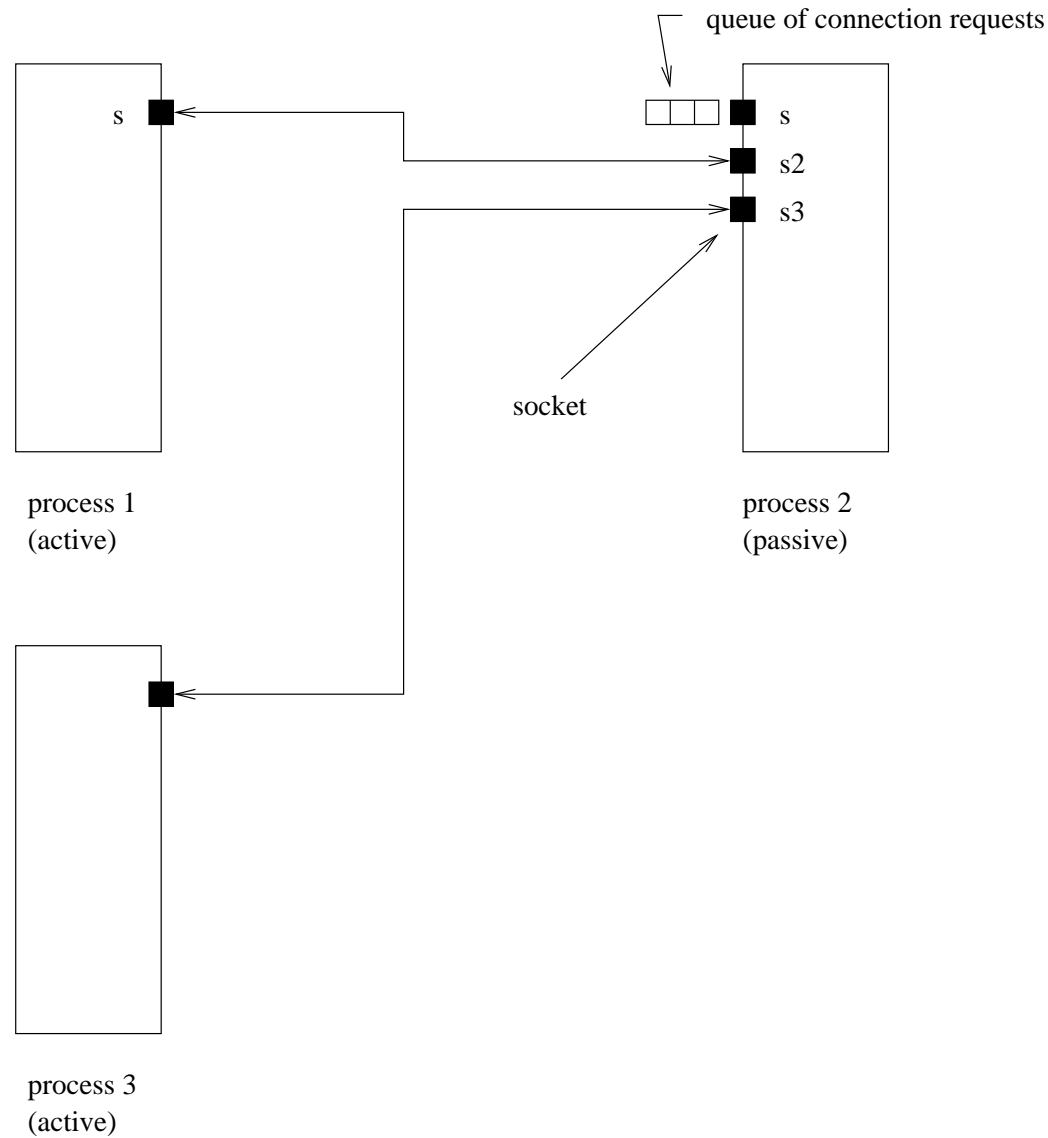 queue of connection requests
s
s
s2
s3
socket
process 1
(active)
process 2
(passive)
process 3
(active)